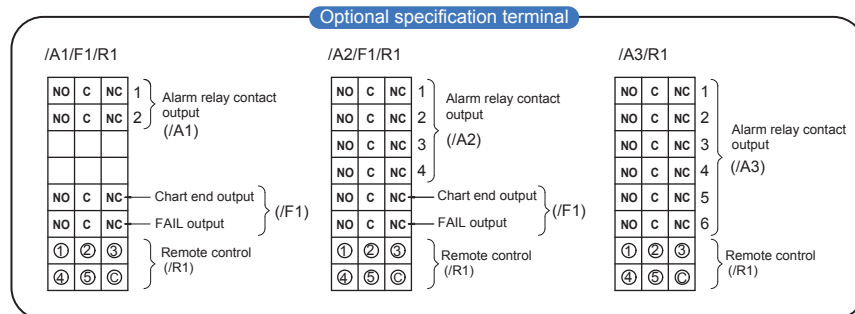 Optional specification terminal
/A1/F1/R1
NO C NC 1
NO C NC 2
Alarm relay contact
output
(/A1)
NO C NC Chart end output
NO C NC FAIL output
(/F1)
① ② ③
④ ⑤ Ⓒ
Remote control
(/R1)
/A2/F1/R1
NO C NC 1
NO C NC 2
NO C NC 3
NO C NC 4
Alarm relay contact
output
(/A2)
NO C NC Chart end output
NO C NC FAIL output
(/F1)
① ② ③
④ ⑤ Ⓒ
Remote control
(/R1)
/A3/R1
NO C NC 1
NO C NC 2
NO C NC 3
NO C NC 4
NO C NC 5
NO C NC 6
Alarm relay contact
output
(/A3)
① ② ③
④ ⑤ Ⓒ
Remote control
(/R1)